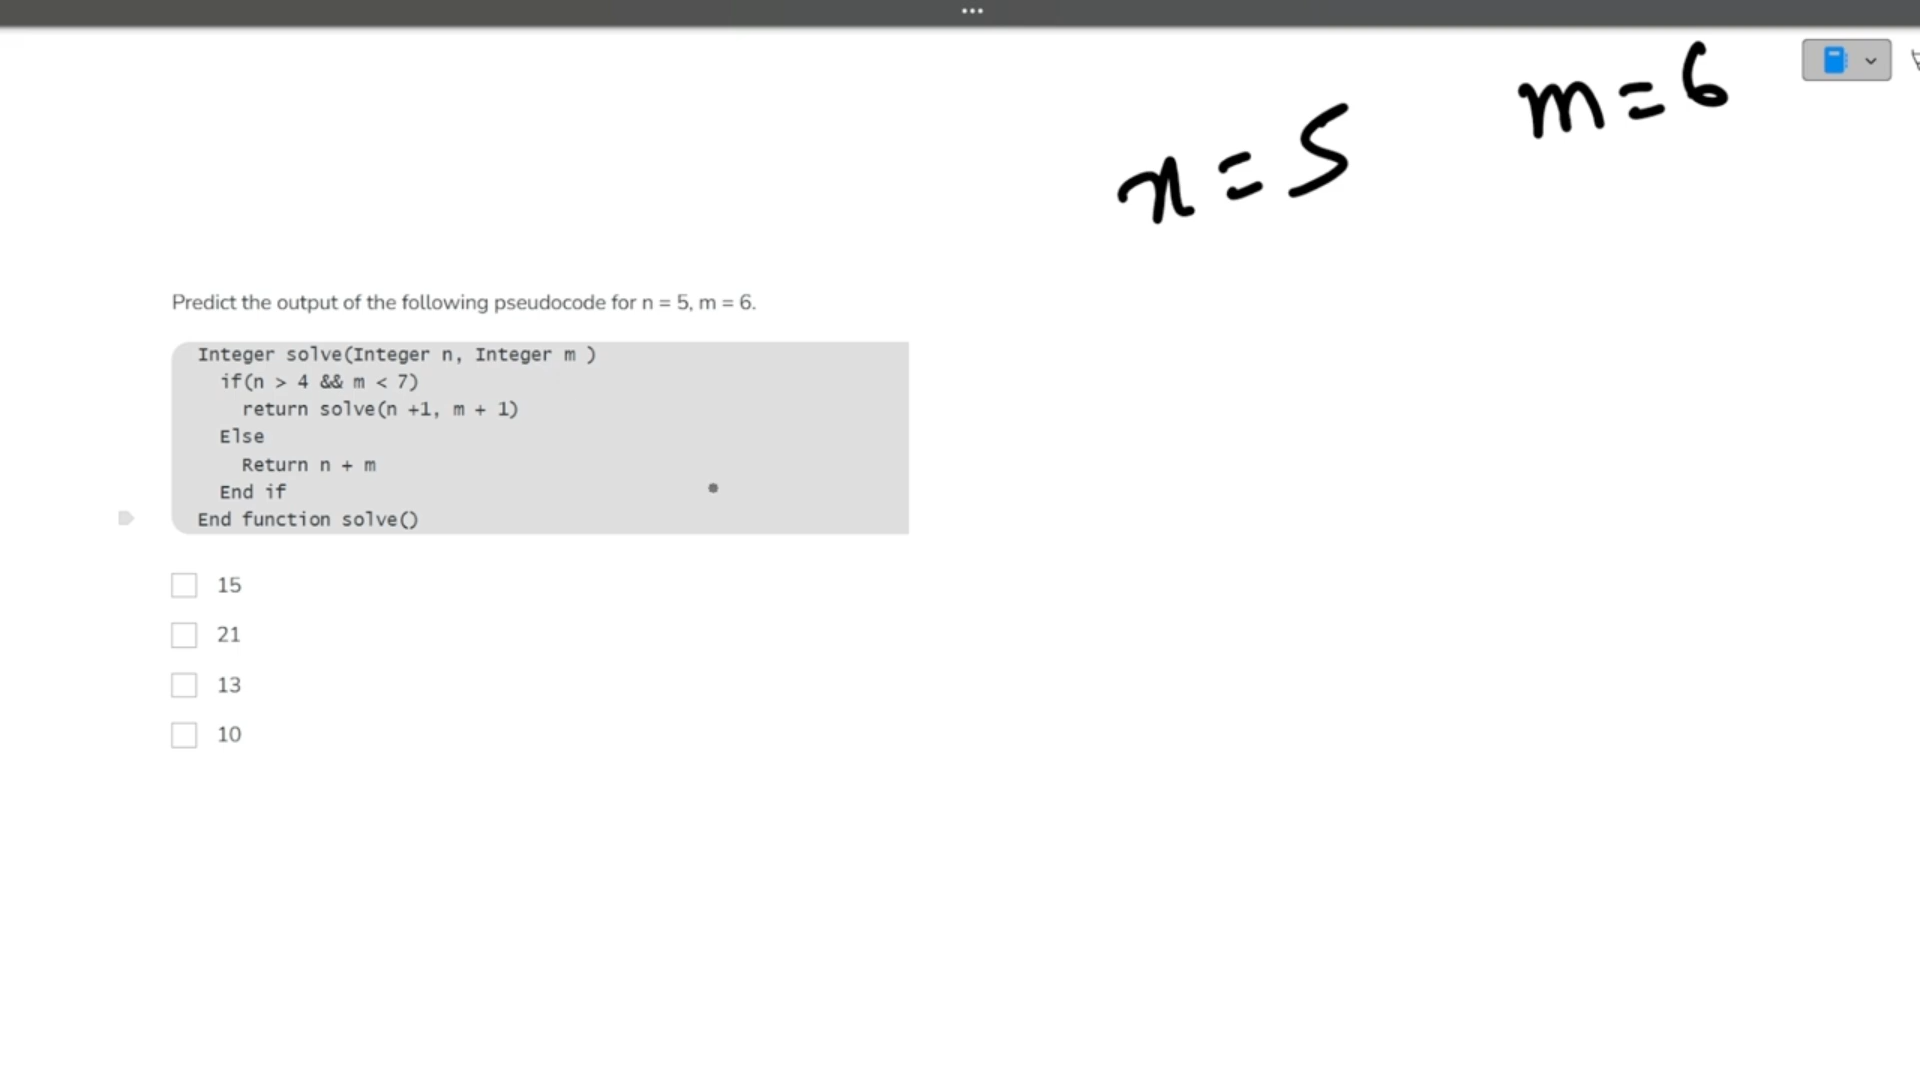 m=6
n=5
Predict the output of the following pseudocode for n = 5, m = 6.
Integer solve(Integer n, Integer m )
if(n > 4 && m < 7)
return solve(n +1, m + 1)
Else
Return n + m
End if
End function solve()
15
21
13
10